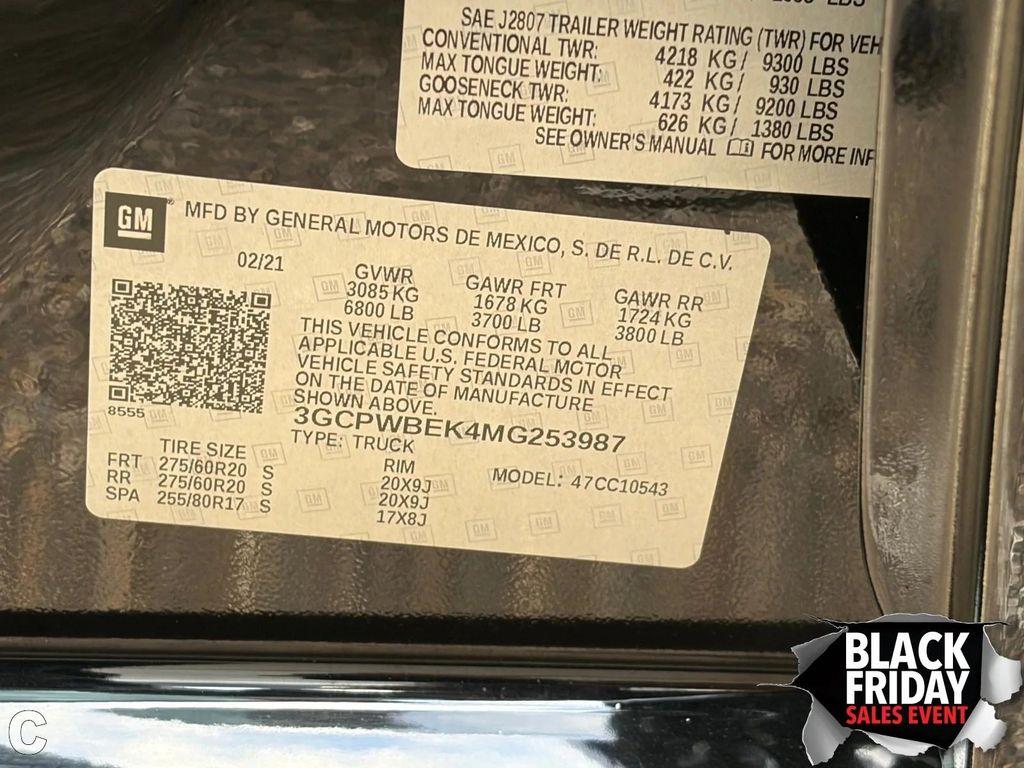 SAE J2807 TRAILER WEIGHT RATING (TWR) FOR VEH
CONVENTIONAL TWR: 4218 KG/ 9300 LBS
MAX TONGUE WEIGHT: 422 KG/ 930 LBS
GOOSENECK TWR: 4173 KG/ 9200 LBS
MAX TONGUE WEIGHT: 626 KG/ 1380 LBS
SEE OWNER'S MANUAL FOR MORE INF
GM® MFD BY GENERAL MOTORS DE MEXICO, S. DE R.L. DE C.V.
02/21 GVWR GAWR FRT GAWR RR
3085 KG 1678 KG 1724 KG
6800 LB 3700 LB 3800 LB
THIS VEHICLE CONFORMS TO ALL
APPLICABLE U.S. FEDERAL MOTOR
VEHICLE SAFETY STANDARDS IN EFFECT
ON THE DATE OF MANUFACTURE
SHOWN ABOVE.
8555
3GCPWBEK4MG253987
TYPE: TRUCK
MODEL: 47CC10543
TIRE SIZE RIM
FRT 275/60R20 S 20X9J
RR 275/60R20 S 20X9J
SPA 255/80R17 S 17X8J
BLACK
FRIDAY
SALES EVENT
C